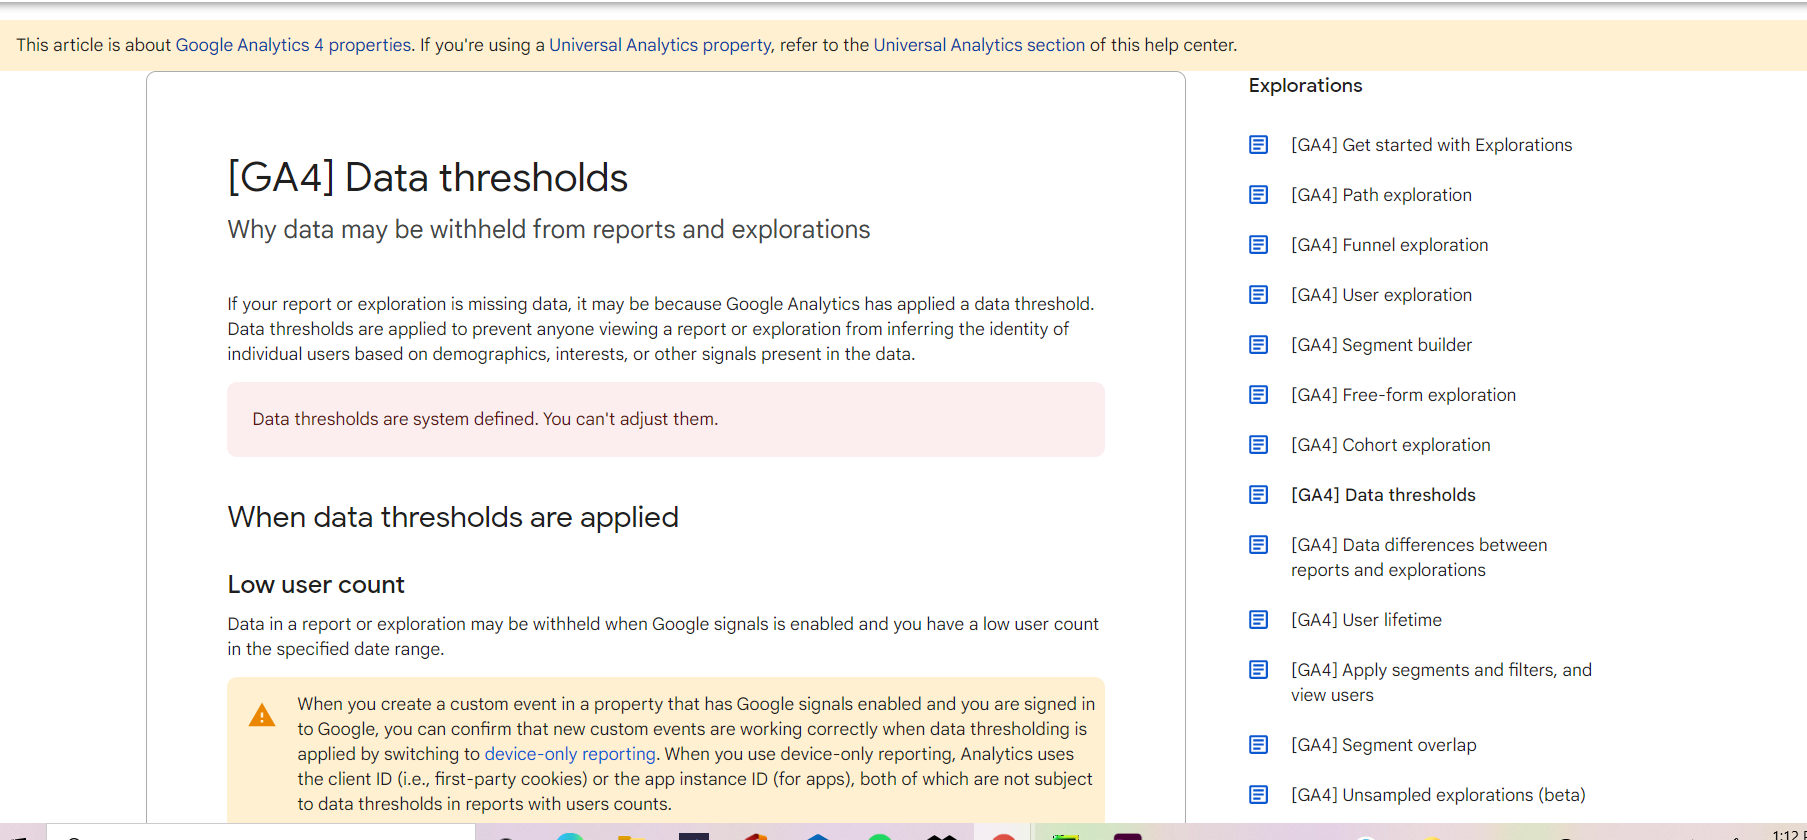 This article is about Google Analytics 4 properties. If you're using a Universal Analytics property, refer to the Universal Analytics section of this help center.
[GA4] Data thresholds
Why data may be withheld from reports and explorations
If your report or exploration is missing data, it may be because Google Analytics has applied a data threshold.
Data thresholds are applied to prevent anyone viewing a report or exploration from inferring the identity of
individual users based on demographics, interests, or other signals present in the data.
Data thresholds are system defined. You can't adjust them.
When data thresholds are applied
Low user count
Data in a report or exploration may be withheld when Google signals is enabled and you have a low user count
in the specified date range.
When you create a custom event in a property that has Google signals enabled and you are signed in
to Google, you can confirm that new custom events are working correctly when data thresholding is
applied by switching to device-only reporting. When you use device-only reporting, Analytics uses
the client ID (i.e., first-party cookies) or the app instance ID (for apps), both of which are not subject
to data thresholds in reports with users counts.
Explorations
[GA4] Get started with Explorations
[GA4] Path exploration
[GA4] Funnel exploration
[GA4] User exploration
[GA4] Segment builder
[GA4] Free-form exploration
[GA4] Cohort exploration
[GA4] Data thresholds
[GA4] Data differences between
reports and explorations
[GA4] User lifetime
[GA4] Apply segments and filters, and
view users
[GA4] Segment overlap
[GA4] Unsampled explorations (beta)
1:12